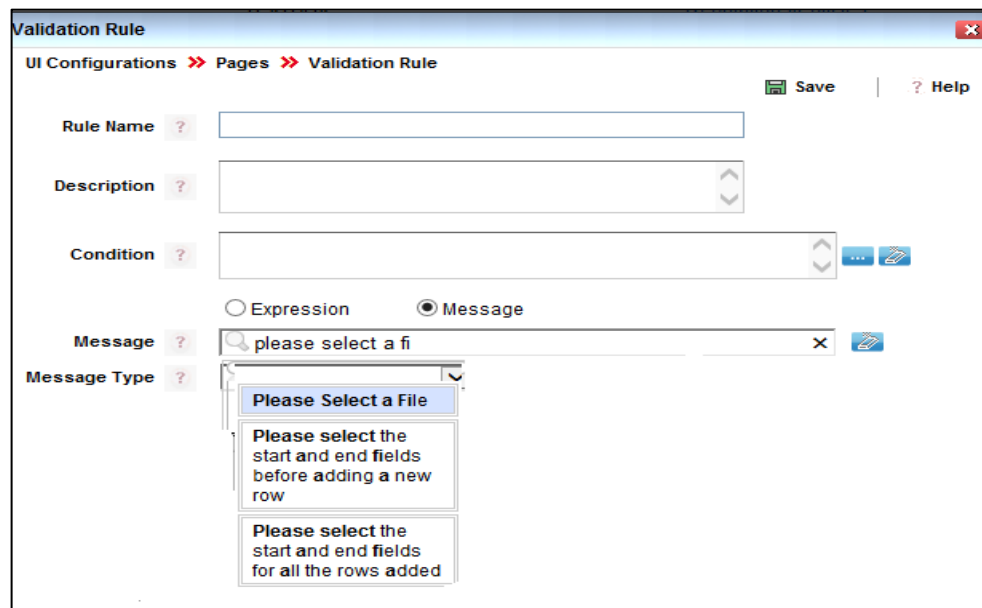 Validation Rule
UI Configurations >> Pages >> Validation Rule
Save | ? Help
Rule Name ?
Description ?
Condition ?
...
Expression Message
Message ? please select a fi
Message Type ?
Please Select a File
Please select the
start and end fields
before adding a new
row
Please select the
start and end fields
for all the rows added